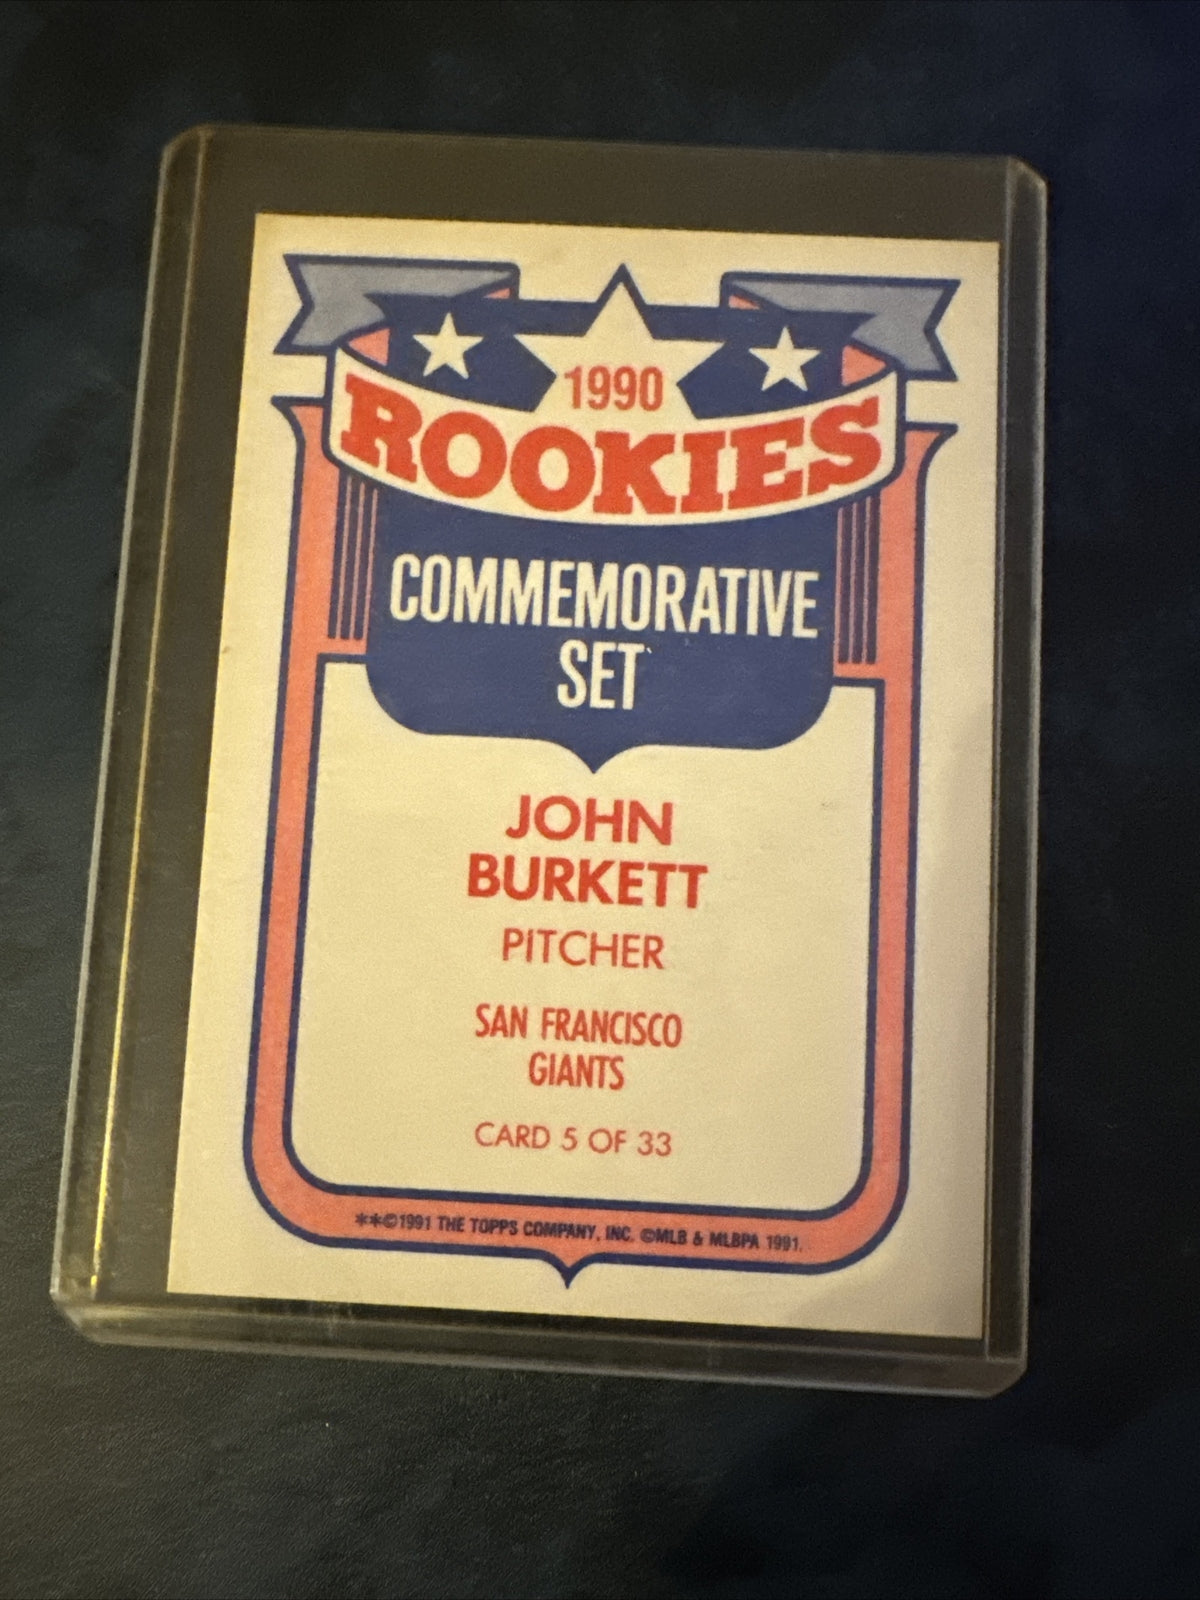 1990
ROOKIES
COMMEMORATIVE
SET
JOHN
BURKETT
PITCHER
SAN FRANCISCO
GIANTS
CARD 5 OF 33
**©1991 THE TOPPS COMPANY, INC. ©MLB & MLBPA 1991.